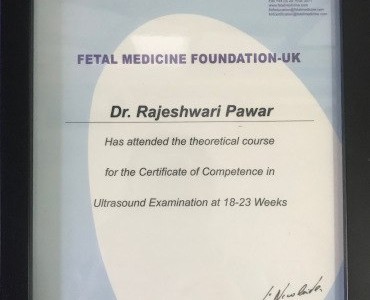 FETAL MEDICINE FOUNDATION-UK
Dr. Rajeshwari Pawar
Has attended the theoretical course
for the Certificate of Competence in
Ultrasound Examination at 18-23 Weeks